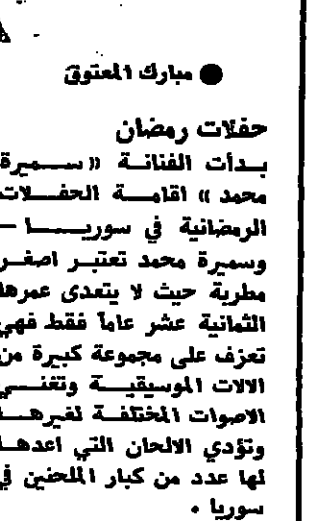 ● مبارك المعتوق
حفلات رمضان
بدأت الفنانة « سميرة
محمد » اقامة الحفلات
الرمضانية في سوريا –
وسميرة محمد تعتبر اصغر
مطربة حيث لا يتعدى عمرها
الثمانية عشر عاماً فقط فهي
تعزف على مجموعة كبيرة من
الالات الموسيقية وتغني
الاصوات المختلفة لغيرها
وتؤدي الالحان التي اعدها
لها عدد من كبار الملحنين في
سوريا .